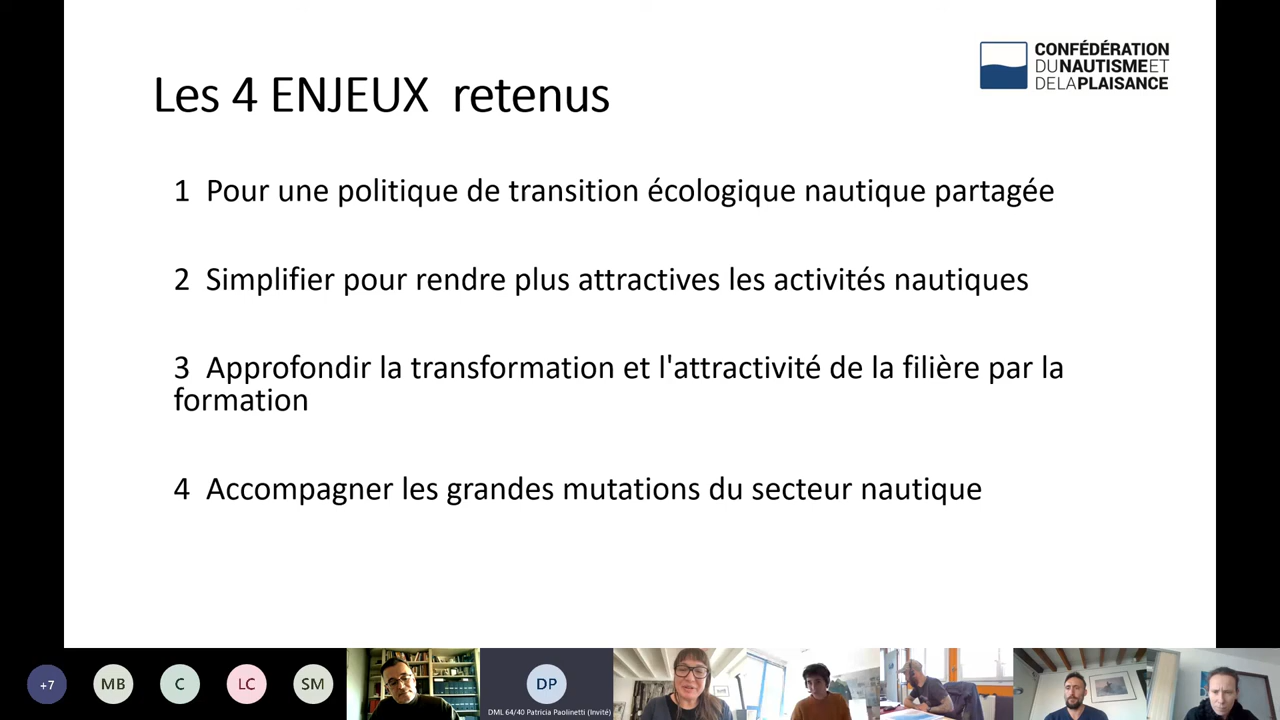 CONFÉDÉRATION
DUNAUTISMEET
DELAPLAISANCE
Les 4 ENJEUX retenus
1 Pour une politique de transition écologique nautique partagée
2 Simplifier pour rendre plus attractives les activités nautiques
3 Approfondir la transformation et l'attractivité de la filière par la
formation
4 Accompagner les grandes mutations du secteur nautique
+7
MB
C
LC
SM
DP
DML 64/40 Patricia Paolinetti (Invité)